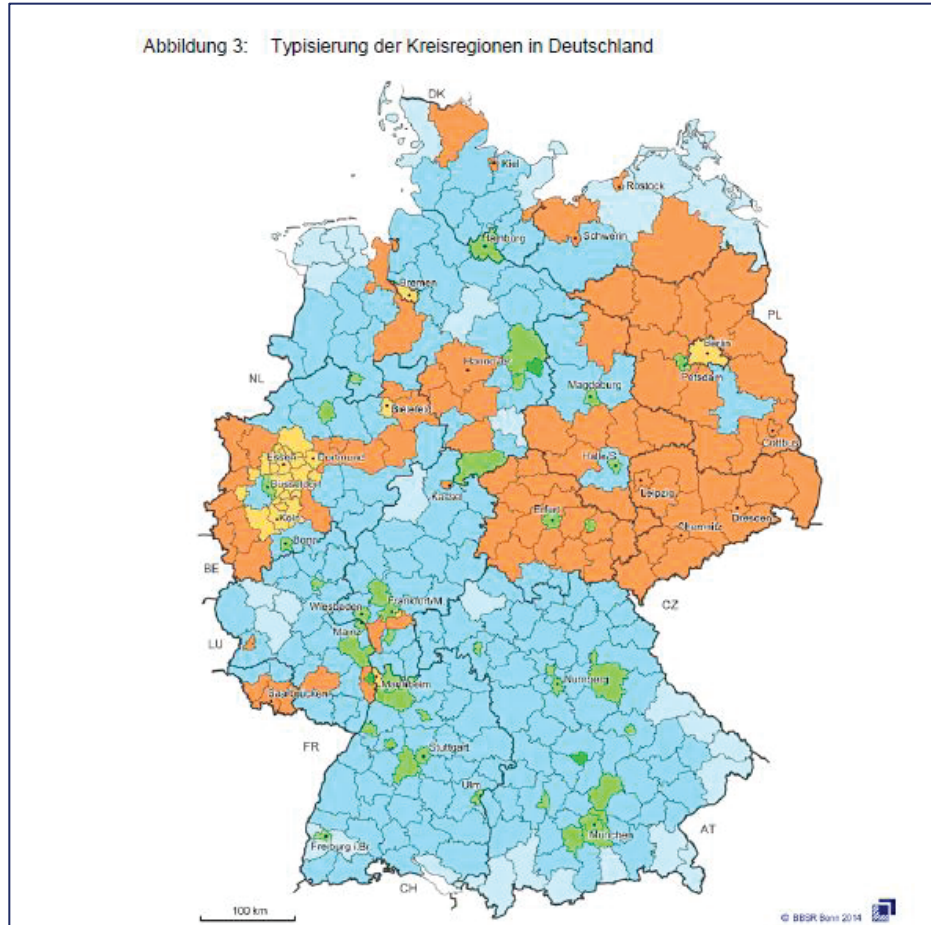 Abbildung 3: Typisierung der Kreisregionen in Deutschland
DK
Kiel
Rostock
Hamburg
Schwerin
Bremen
PL
Berlin
Hannover
Potsdam
NL
Magdeburg
Bielefeld
Cottbus
Essen
Dortmund
Halle/S
Düsseldorf
Leipzig
Kassel
Köln
Erfurt
Dresden
Chemnitz
Bonn
BE
CZ
Wiesbaden
Frankfurt/M
Mainz
LU
Nürnberg
Mannheim
Saarbrücken
FR
Stuttgart
Ulm
AT
München
Freiburg i.Br.
CH
100 km
© BBSR Bonn 2014